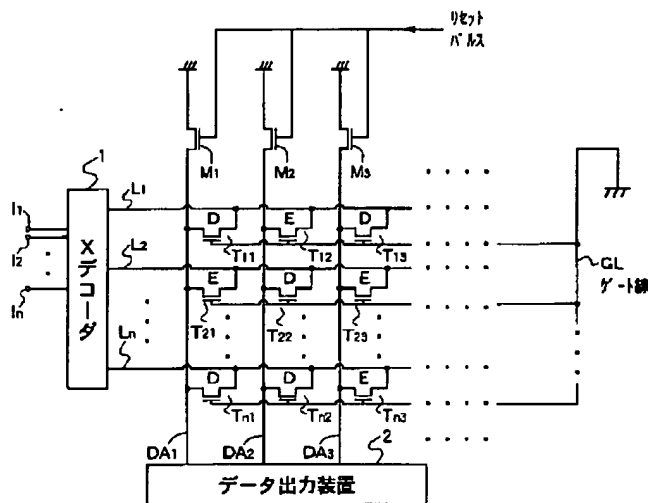 リセット
パルス
M1
M2
M3
1
I1
I2
In
Xデコーダ
L1
D
E
D
T11
T12
T13
L2
E
D
E
T21
T22
T23
GL
ゲート線
Ln
D
D
E
Tn1
Tn2
Tn3
DA1
DA2
DA3
2
データ出力装置